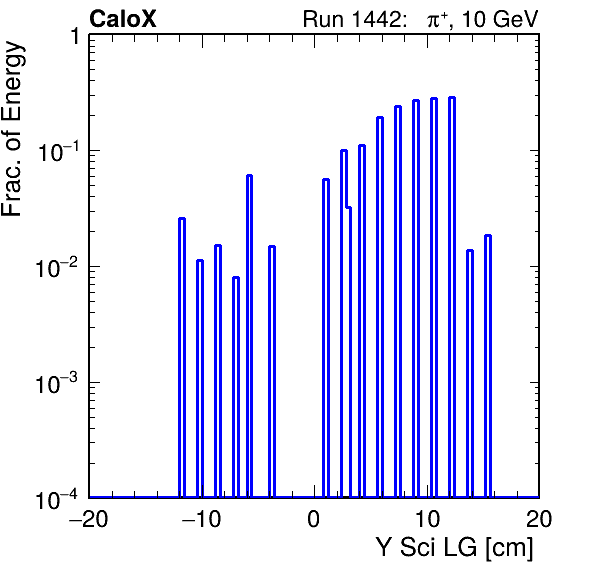 CaloX Run 1442: π⁺, 10 GeV
Frac. of Energy
1
10⁻¹
10⁻²
10⁻³
10⁻⁴
−20 −10 0 10 20
Y Sci LG [cm]